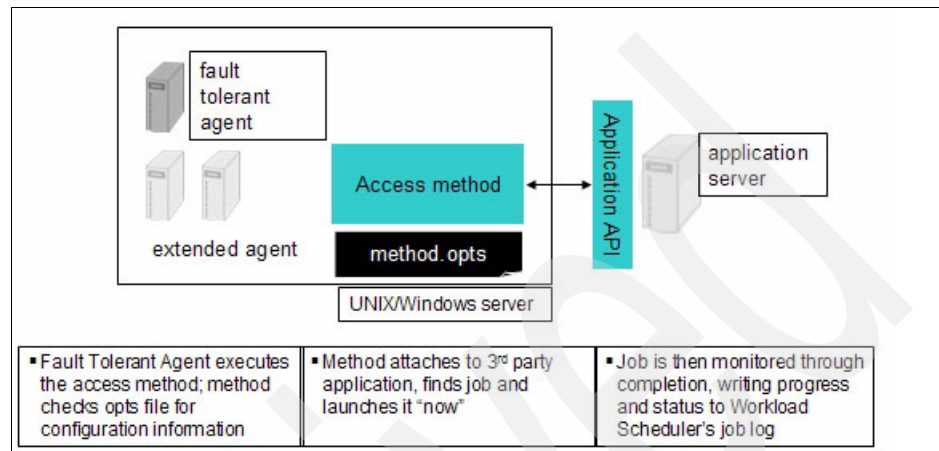 fault
tolerant
agent
extended agent
Access method
method.opts
UNIX/Windows server
Application API
application
server
▪ Fault Tolerant Agent executes
the access method; method
checks opts file for
configuration information
▪ Method attaches to 3rd party
application, finds job and
launches it “now”
▪ Job is then monitored through
completion, writing progress
and status to Workload
Scheduler’s job log